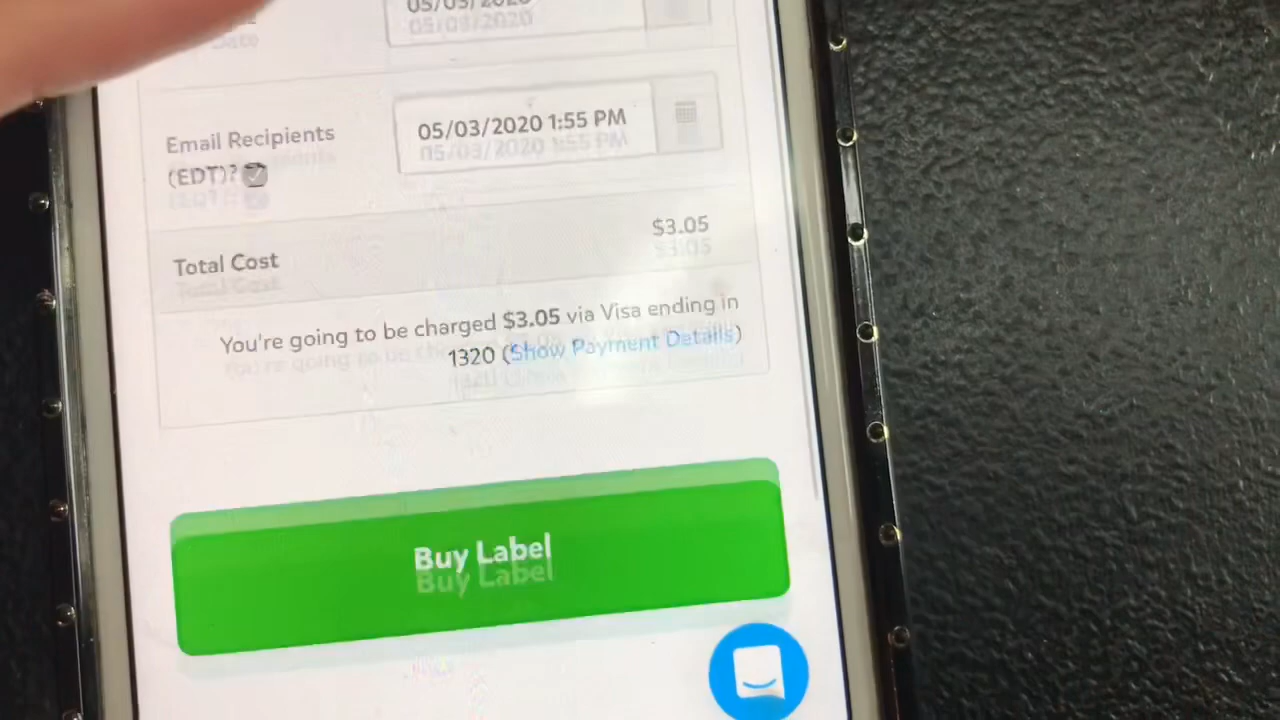 05/03/2020
Date
Email Recipients
(EDT)?
05/03/2020 1:55 PM
Total Cost
$3.05
You're going to be charged $3.05 via Visa ending in
1320 (Show Payment Details)
Buy Label